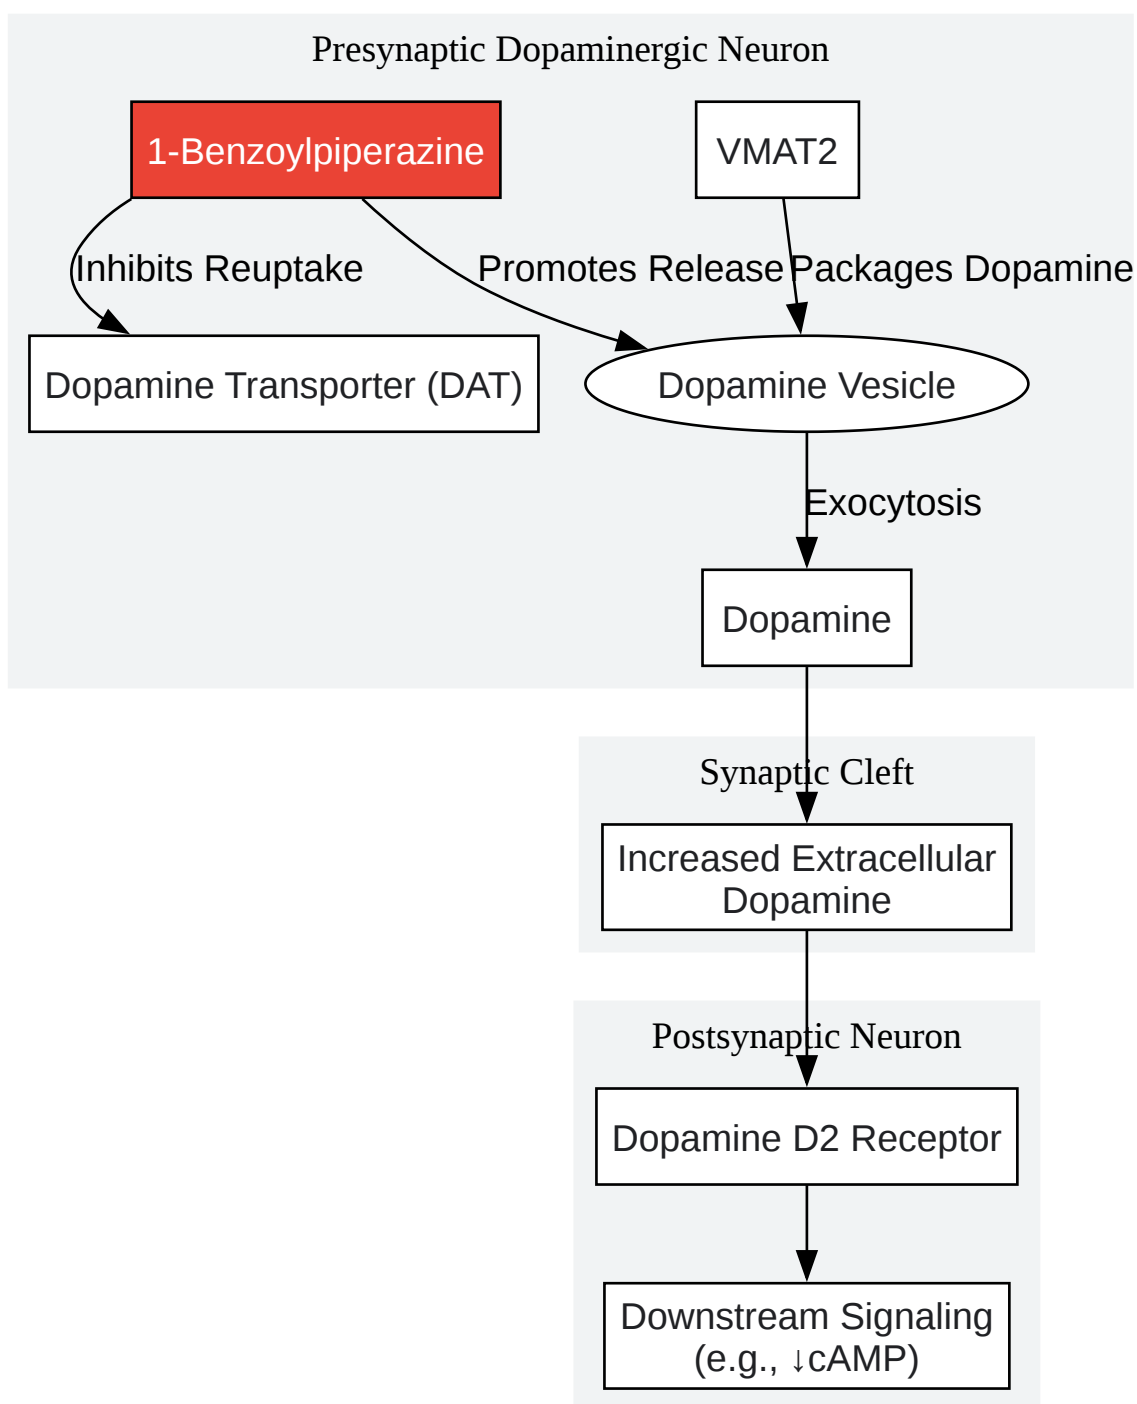 Presynaptic Dopaminergic Neuron
1-Benzoylpiperazine
VMAT2
Inhibits Reuptake
Promotes Release
Packages Dopamine
Dopamine Transporter (DAT)
Dopamine Vesicle
Exocytosis
Dopamine
Synaptic Cleft
Increased Extracellular
Dopamine
Postsynaptic Neuron
Dopamine D2 Receptor
Downstream Signaling
(e.g., ↓cAMP)